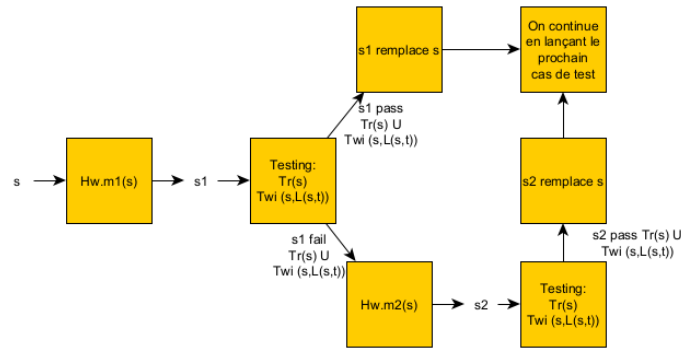 s1 remplace s
On continue
en lançant le
prochain
cas de test
s1 pass
Tr(s) U
Twi (s,L(s,t))
s
Hw.m1(s)
s1
Testing:
Tr(s)
Twi (s,L(s,t))
s2 remplace s
s1 fail
Tr(s) U
Twi (s,L(s,t))
s2 pass Tr(s) U
Twi (s,L(s,t))
Hw.m2(s)
s2
Testing:
Tr(s)
Twi (s,L(s,t))